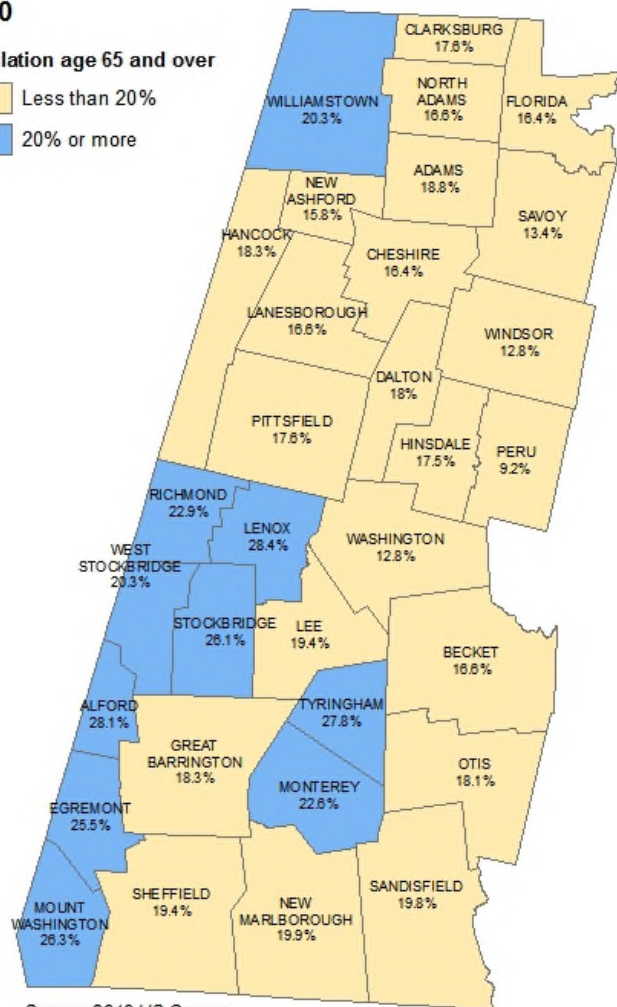 0
lation age 65 and over
Less than 20%
20% or more
CLARKSBURG
17.6%
WILLIAMSTOWN
20.3%
NORTH
ADAMS
16.6%
FLORIDA
16.4%
ADAMS
18.8%
NEW
ASHFORD
15.8%
SAVOY
13.4%
HANCOCK
18.3%
CHESHIRE
16.4%
LANESBOROUGH
16.6%
WINDSOR
12.8%
DALTON
18%
PITTSFIELD
17.6%
HINSDALE
17.5%
PERU
9.2%
RICHMOND
22.9%
LENOX
28.4%
WASHINGTON
12.8%
WEST
STOCKBRIDGE
20.3%
STOCKBRIDGE
26.1%
LEE
19.4%
BECKET
16.6%
ALFORD
28.1%
TYRINGHAM
27.8%
GREAT
BARRINGTON
18.3%
OTIS
18.1%
MONTEREY
22.6%
EGREMONT
25.5%
SHEFFIELD
19.4%
SANDISFIELD
19.8%
NEW
MARLBOROUGH
19.9%
MOUNT
WASHINGTON
26.3%